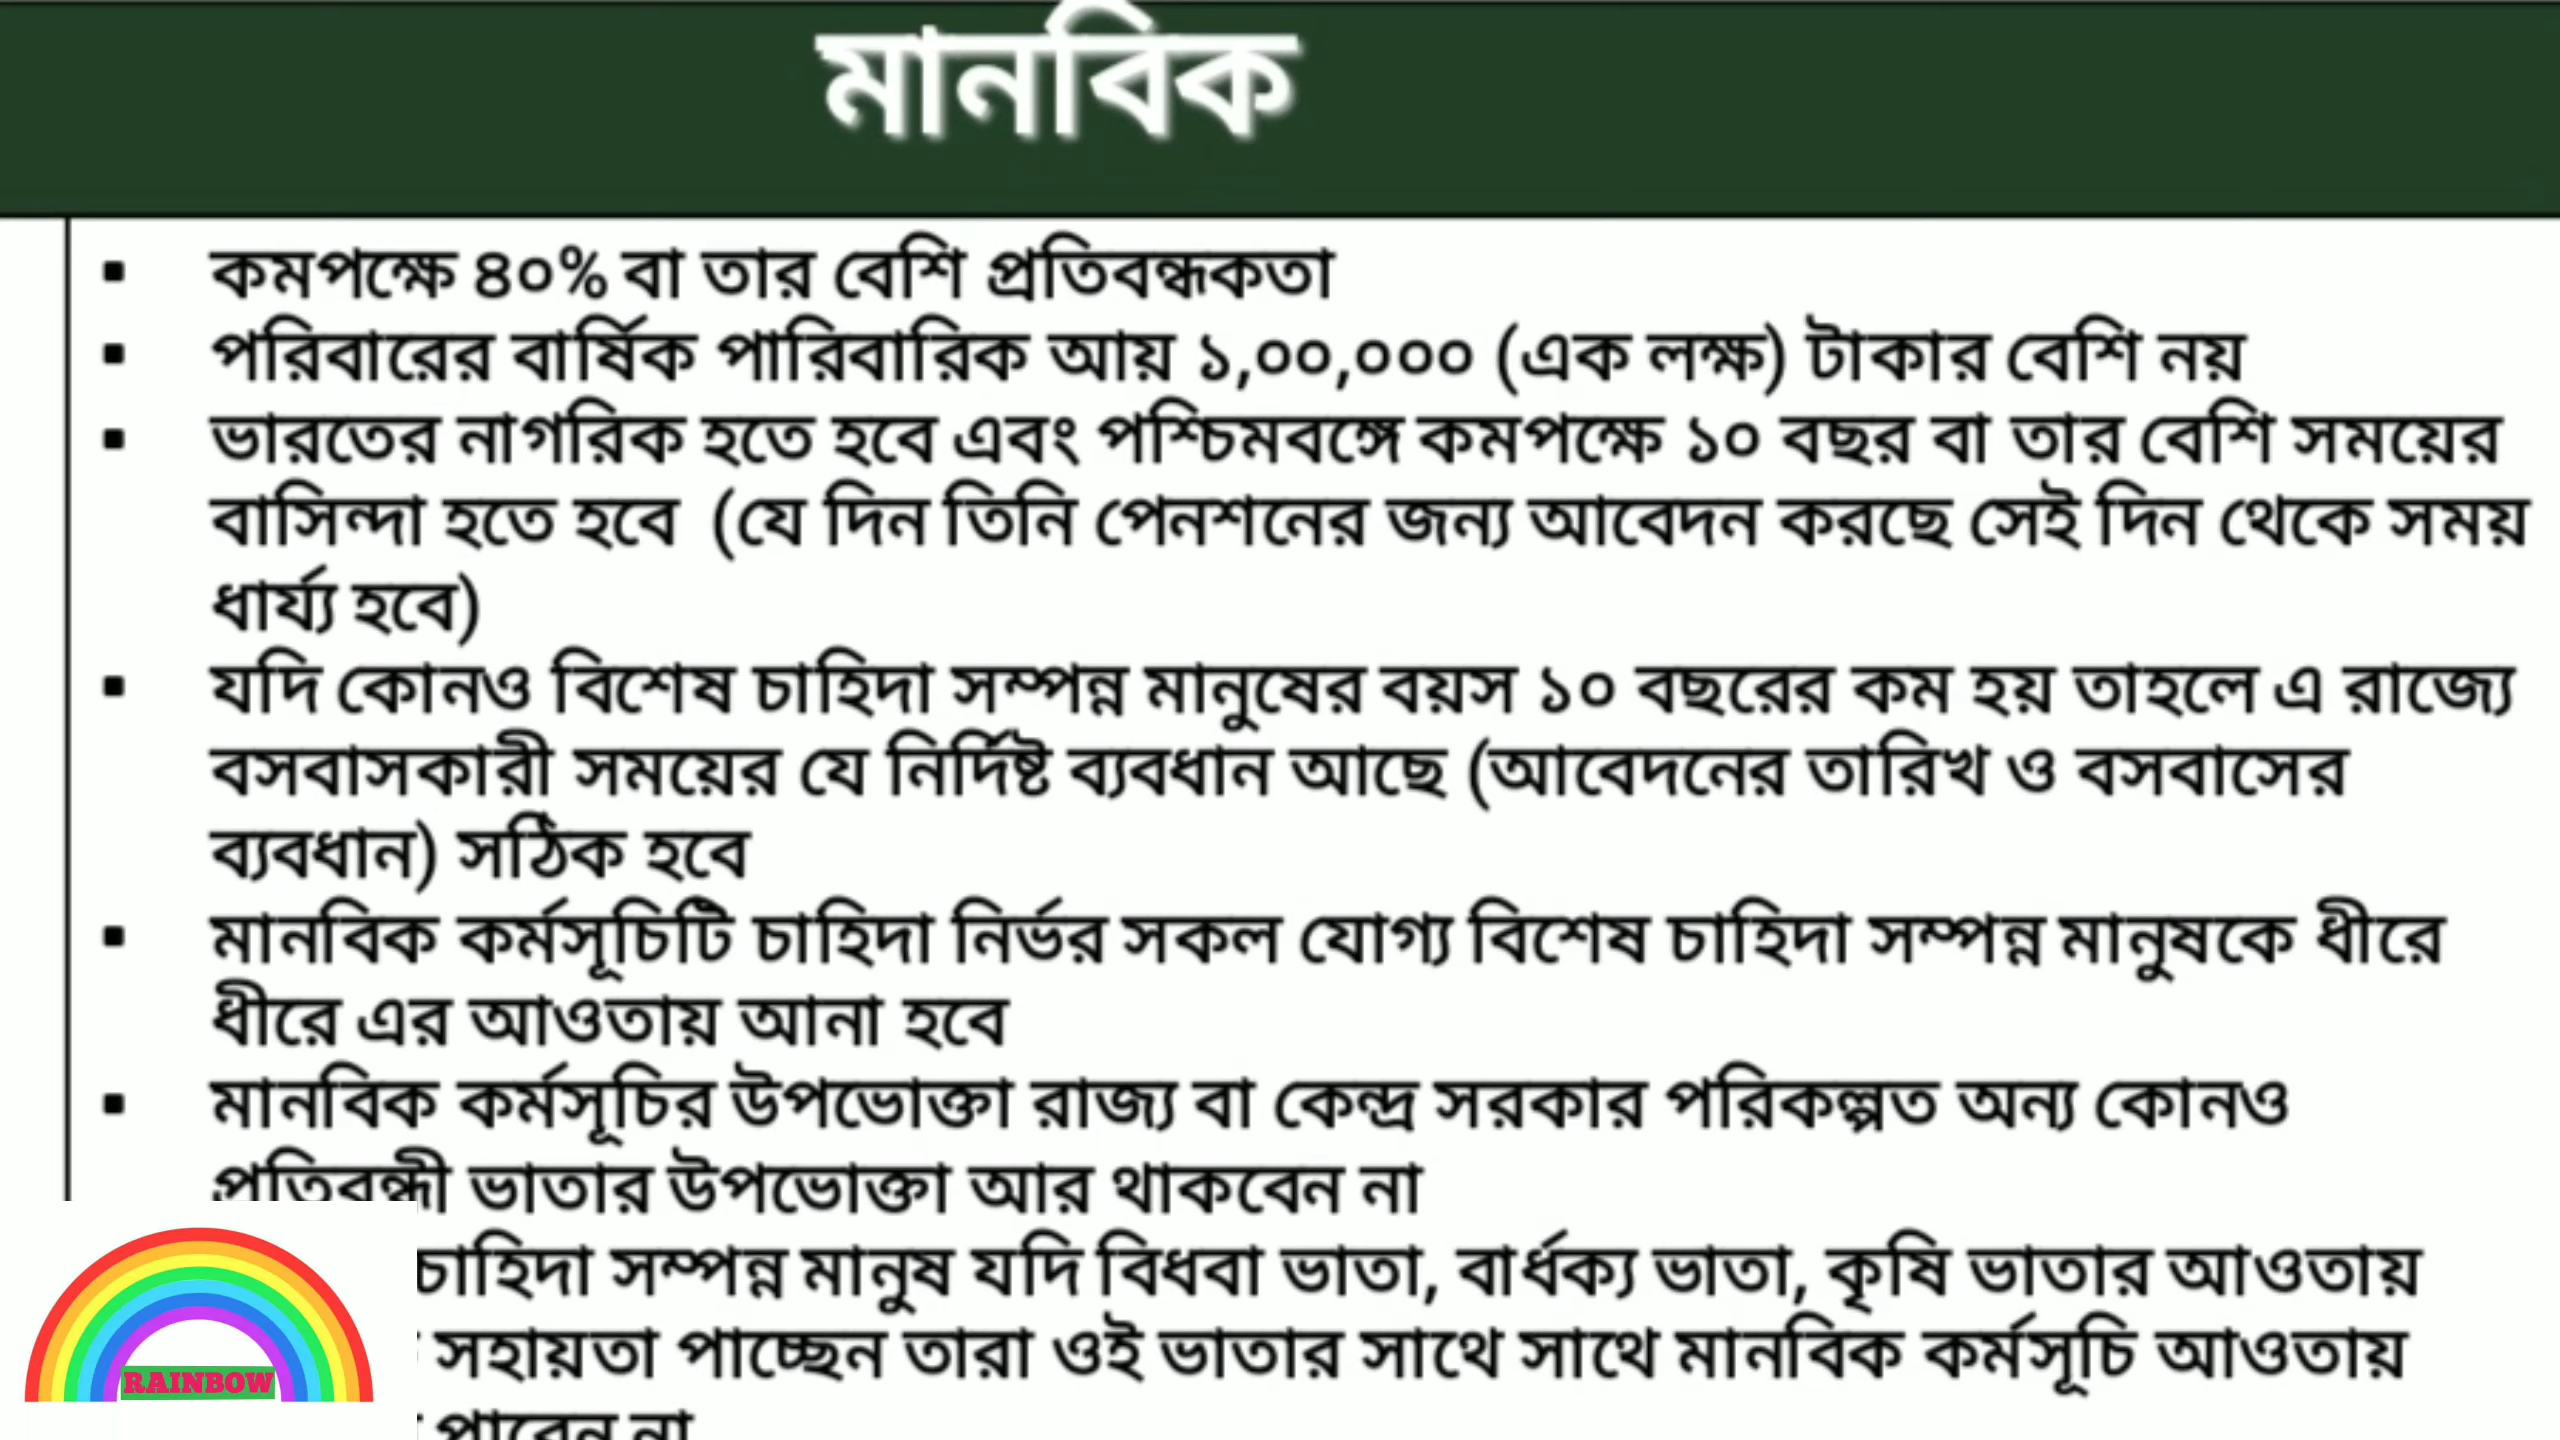 মানবিক
▪ কমপক্ষে ৪০% বা তার বেশি প্রতিবন্ধকতা
▪ পরিবারের বার্ষিক পারিবারিক আয় ১,০০,০০০ (এক লক্ষ) টাকার বেশি নয়
▪ ভারতের নাগরিক হতে হবে এবং পশ্চিমবঙ্গে কমপক্ষে ১০ বছর বা তার বেশি সময়ের
বাসিন্দা হতে হবে (যে দিন তিনি পেনশনের জন্য আবেদন করছে সেই দিন থেকে সময়
ধার্য্য হবে)
▪ যদি কোনও বিশেষ চাহিদা সম্পন্ন মানুষের বয়স ১০ বছরের কম হয় তাহলে এ রাজ্যে
বসবাসকারী সময়ের যে নির্দিষ্ট ব্যবধান আছে (আবেদনের তারিখ ও বসবাসের
ব্যবধান) সঠিক হবে
▪ মানবিক কর্মসূচিটি চাহিদা নির্ভর সকল যোগ্য বিশেষ চাহিদা সম্পন্ন মানুষকে ধীরে
ধীরে এর আওতায় আনা হবে
▪ মানবিক কর্মসূচির উপভোক্তা রাজ্য বা কেন্দ্র সরকার পরিকল্পত অন্য কোনও
প্রতিবন্ধী ভাতার উপভোক্তা আর থাকবেন না
চাহিদা সম্পন্ন মানুষ যদি বিধবা ভাতা, বার্ধক্য ভাতা, কৃষি ভাতার আওতায়
সহায়তা পাচ্ছেন তারা ওই ভাতার সাথে সাথে মানবিক কর্মসূচি আওতায়
পাবেন না
RAINBOW